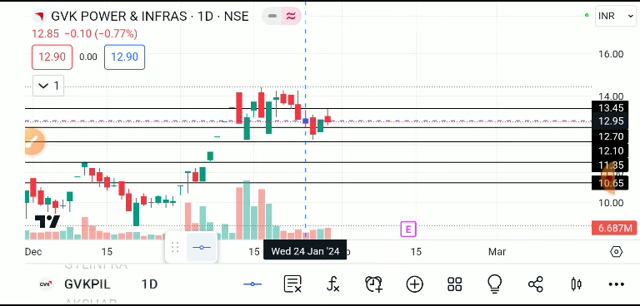 GVK POWER & INFRAS · 1D · NSE
INR
12.85 −0.10 (−0.77%)
12.90 0.00 12.90
1
16.00
14.00
13.45
12.95
12.70
12.10
10.65
10.00
6.687M
E
Dec 15 15 Wed 24 Jan '24 15 Mar
GVKPIL 1D